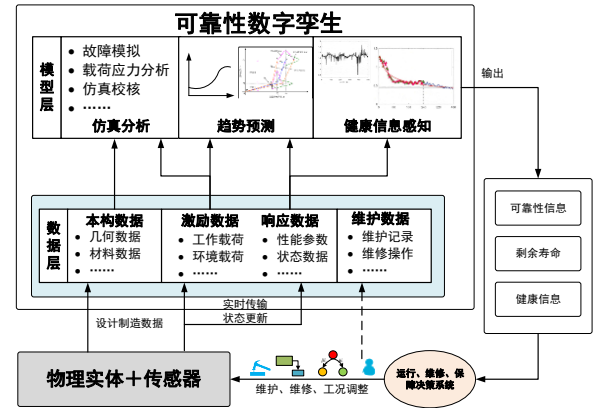 可靠性数字孪生
模型层
● 故障模拟
● 载荷应力分析
● 仿真校核
● ……
仿真分析
趋势预测
健康信息感知
输出
数据层
本构数据
● 几何数据
● 材料数据
● ……
激励数据
● 工作载荷
● 环境载荷
● ……
响应数据
● 性能参数
● 状态数据
● ……
维护数据
● 维护记录
● 维修操作
● ……
可靠性信息
剩余寿命
健康信息
设计制造数据
实时传输
状态更新
物理实体＋传感器
维护、维修、工况调整
运行、维修、保
障决策系统